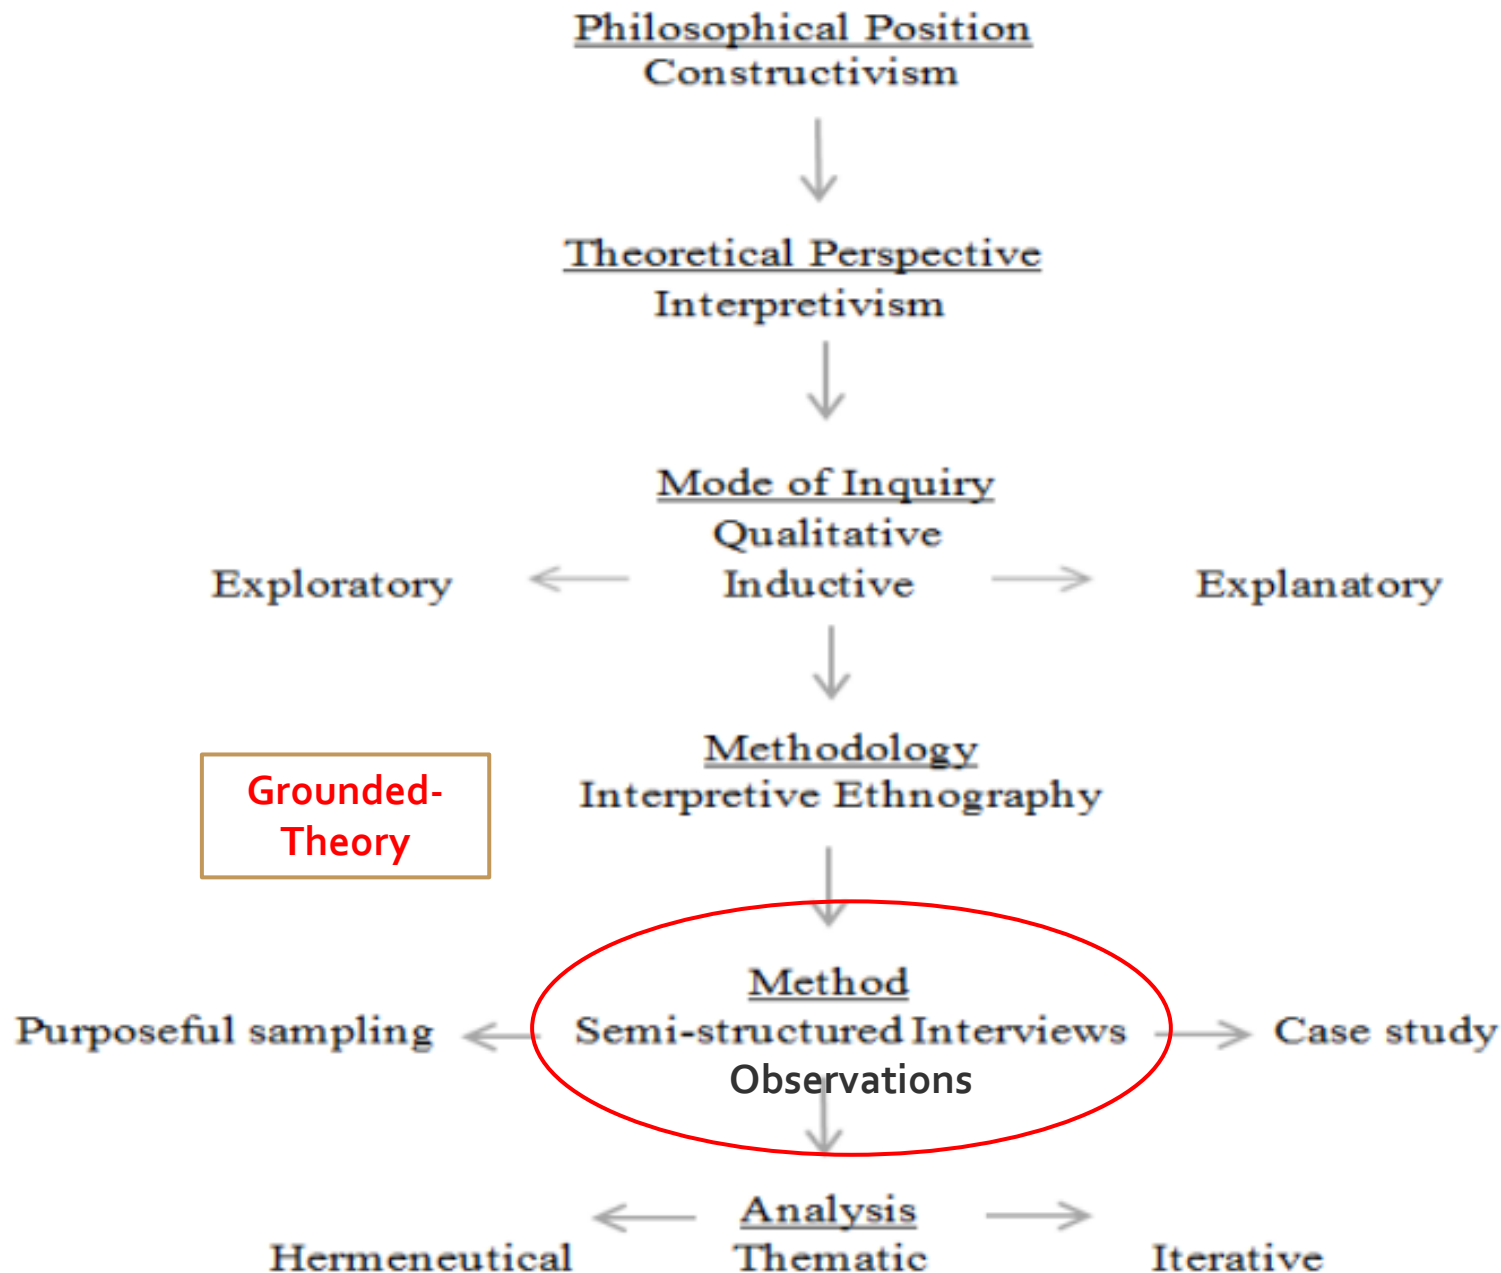 Philosophical Position
Constructivism
Theoretical Perspective
Interpretivism
Mode of Inquiry
Qualitative
Exploratory Inductive Explanatory
Methodology
Interpretive Ethnography
Grounded-
Theory
Method
Purposeful sampling Semi-structured Interviews Case study
Observations
Analysis
Hermeneutical Thematic Iterative